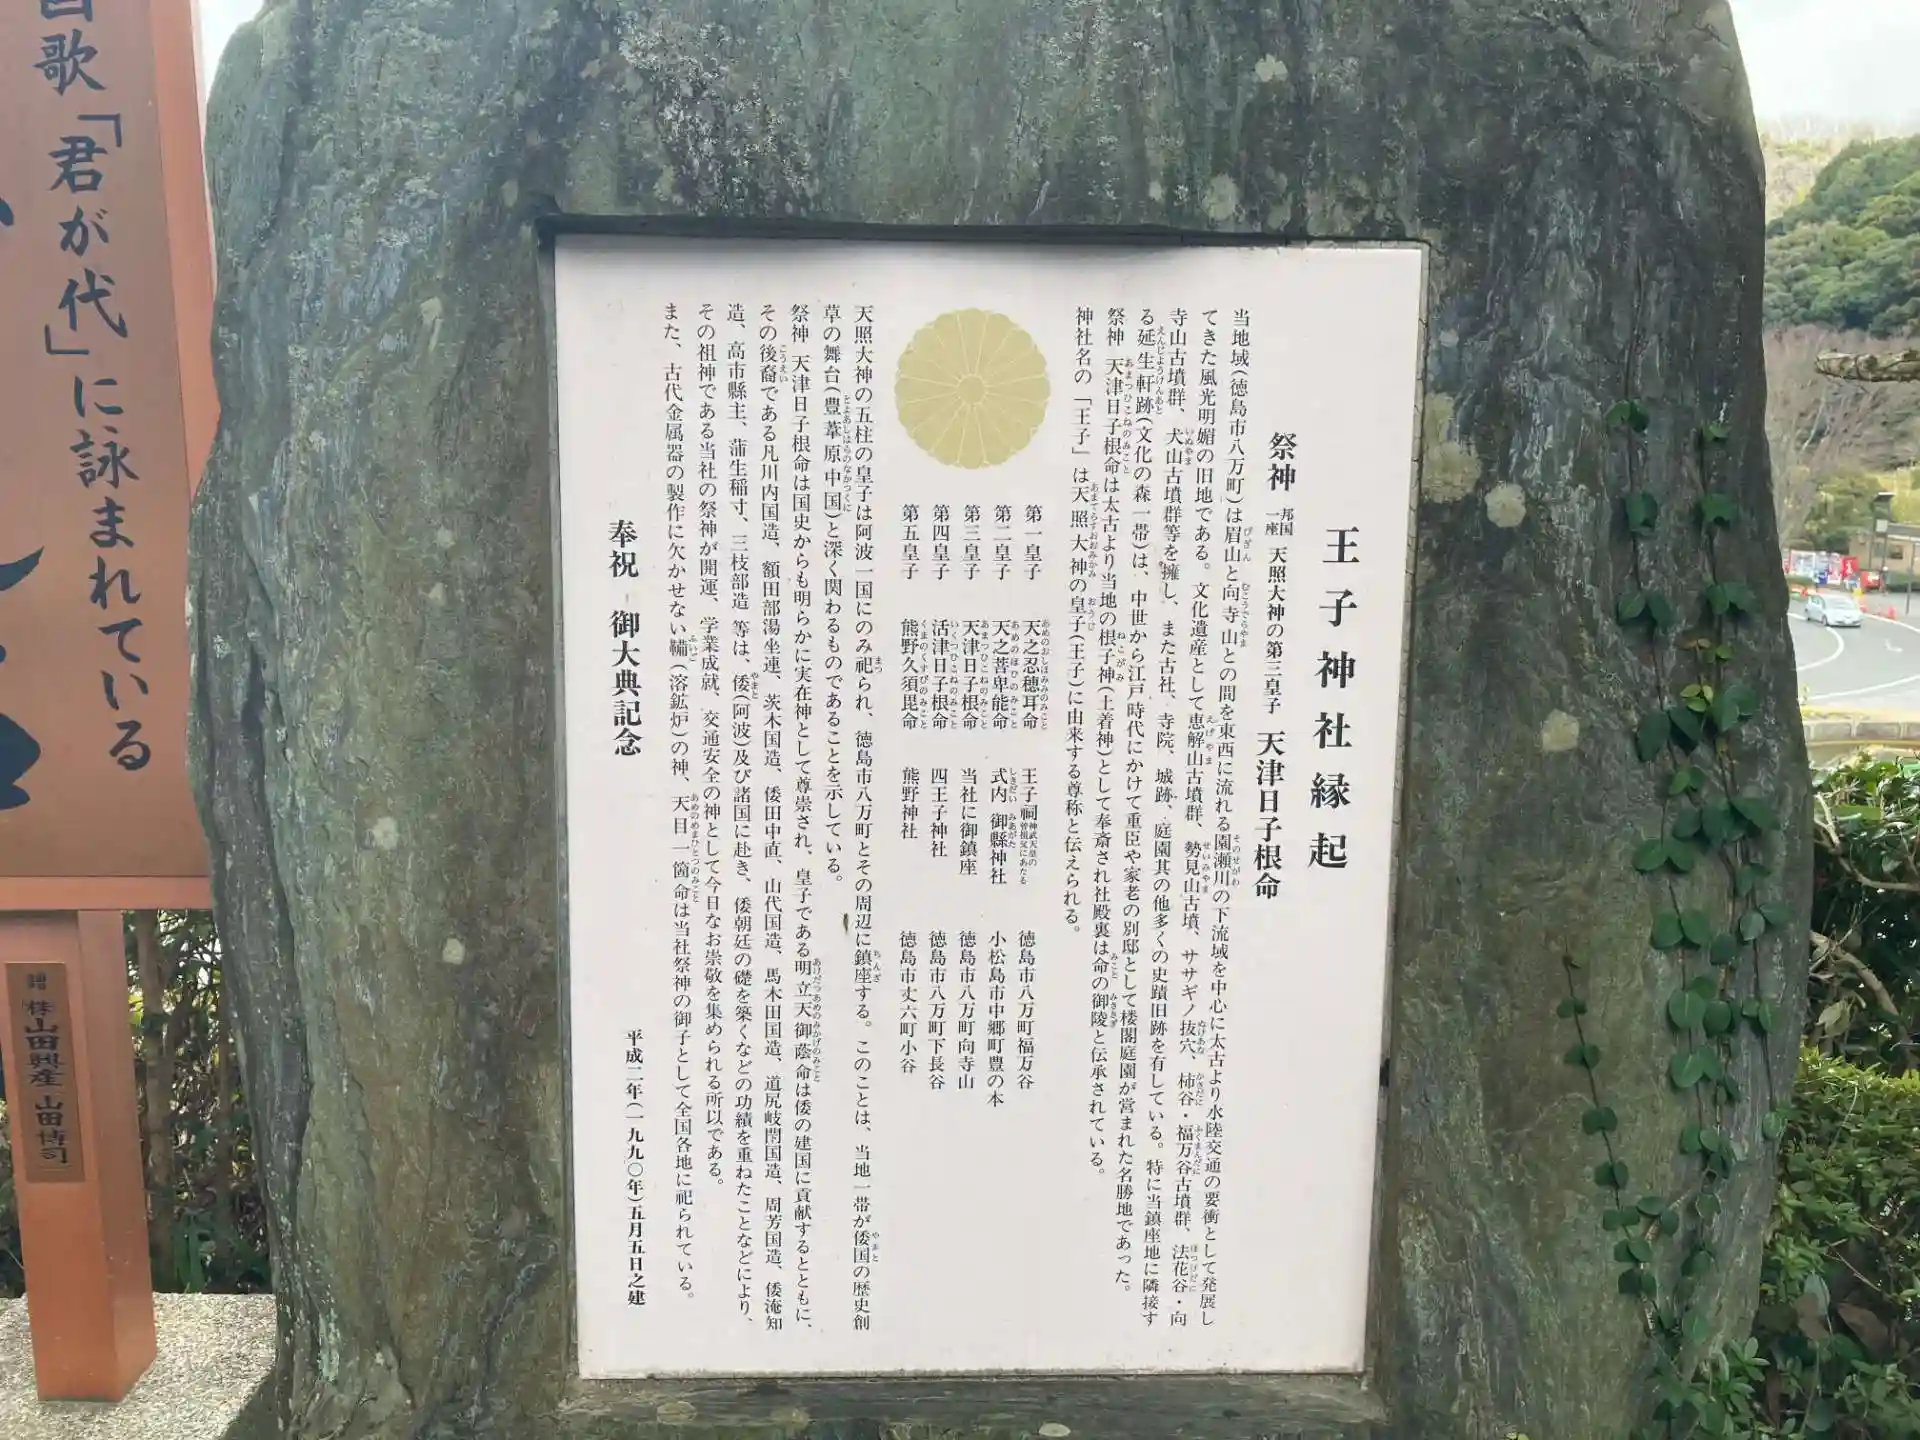 王子神社縁起
祭神 邦国一座 天照大神の第三皇子 天津日子根命
当地域(徳島市八万町)は眉山と向寺山との間を東西に流れる園瀬川の下流域を中心に太古より水陸交通の要衝として発展し
てきた風光明媚の旧地である。文化遺産として恵解山古墳群、勢見山古墳、ササギノ抜穴、柿谷・福万谷古墳群、法花谷・向
寺山古墳群、犬山古墳群等を擁し、また古社、寺院、城跡、庭園其の他多くの史蹟旧跡を有している。特に当鎮座地に隣接す
る延生軒跡(文化の森一帯)は、中世から江戸時代にかけて重臣や家老の別邸として楼閣庭園が営まれた名勝地であった。
祭神 天津日子根命は太古より当地の根子神(土着神)として奉斎され社殿裏は命の御陵と伝承されている。
神社名の「王子」は天照大神の皇子(王子)に由来する尊称と伝えられる。
第一皇子 天之忍穂耳命 王子祠 神武天皇の曽祖父にあたる 徳島市八万町福万谷
第二皇子 天之菩卑能命 式内 御縣神社 小松島市中郷町豊の本
第三皇子 天津日子根命 当社に御鎮座 徳島市八万町向寺山
第四皇子 活津日子根命 四王子神社 徳島市八万町下長谷
第五皇子 熊野久須毘命 熊野神社 徳島市丈六町小谷
天照大神の五柱の皇子は阿波一国にのみ祀られ、徳島市八万町とその周辺に鎮座する。このことは、当地一帯が倭国の歴史創
草の舞台(豊葦原中国)と深く関わるものであることを示している。
祭神 天津日子根命は国史からも明らかに実在神として尊崇され、皇子である明立天御蔭命は倭の建国に貢献するとともに、
その後裔である凡川内国造、額田部湯坐連、茨木国造、倭田中直、山代国造、馬木田国造、道尻岐閇国造、周芳国造、倭淹知
造、高市縣主、蒲生稲寸、三枝部造 等は、倭(阿波)及び諸国に赴き、倭朝廷の礎を築くなどの功績を重ねたことなどにより、
その祖神である当社の祭神が開運、学業成就、交通安全の神として今日なお崇敬を集められる所以である。
また、古代金属器の製作に欠かせない鞴(溶鉱炉)の神、天目一箇命は当社祭神の御子として全国各地に祀られている。
奉祝 御大典記念
平成二年(一九九〇年)五月五日之建
歌「君が代」に詠まれている
㈱山田興産 山田博司